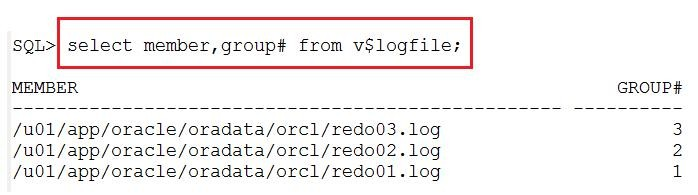 SQL> select member,group# from v$logfile;
MEMBER GROUP#
------------------------------------------------------- ----------
/u01/app/oracle/oradata/orcl/redo03.log 3
/u01/app/oracle/oradata/orcl/redo02.log 2
/u01/app/oracle/oradata/orcl/redo01.log 1